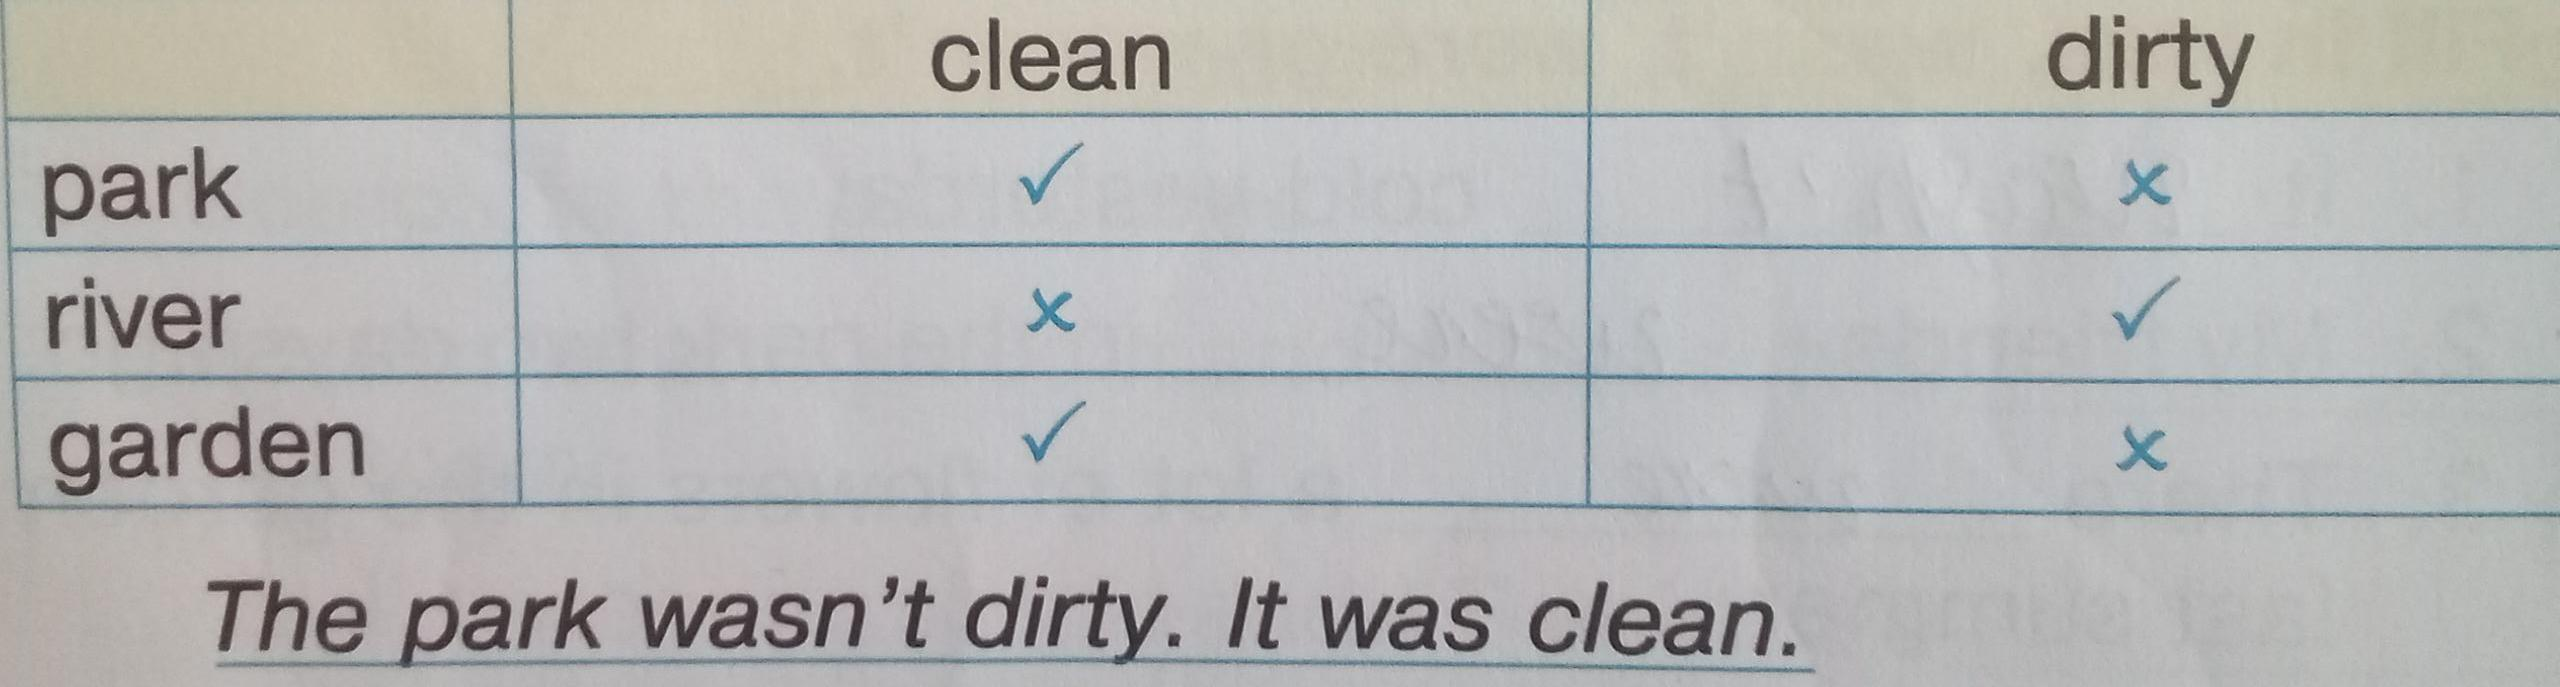 clean dirty
park ✓ x
river x ✓
garden ✓ x
The park wasn't dirty. It was clean.